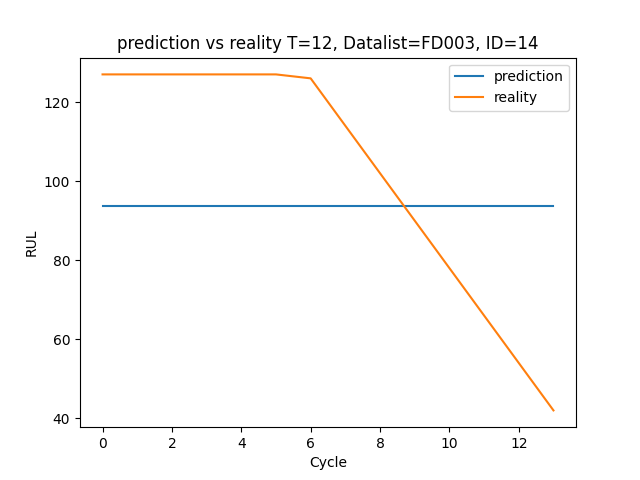 prediction vs reality T=12, Datalist=FD003, ID=14
prediction
reality
120
100
80
60
40
RUL
0 2 4 6 8 10 12
Cycle